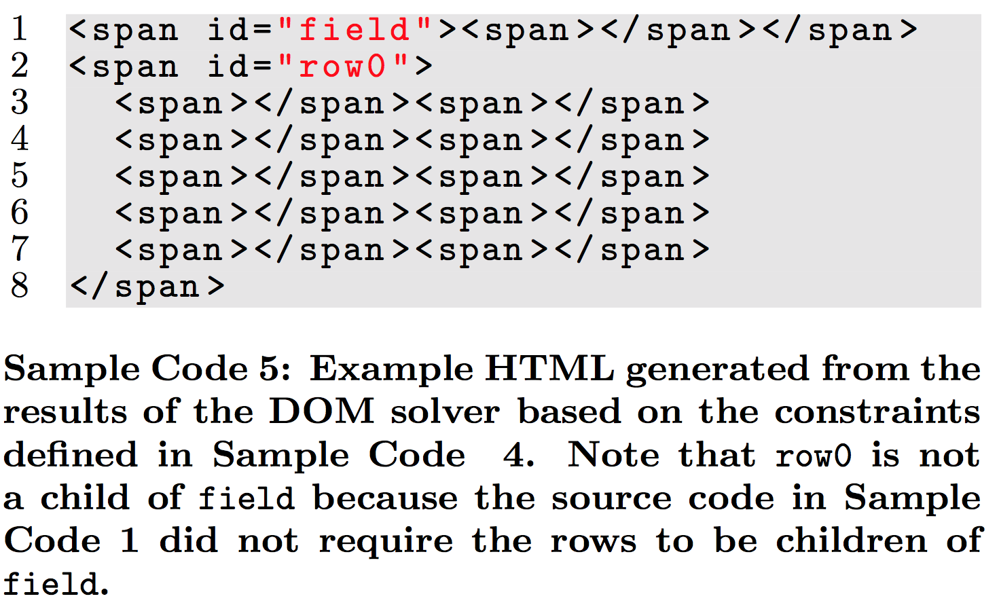 1 <span id="field"><span></span></span>
2 <span id="row0">
3 <span></span><span></span>
4 <span></span><span></span>
5 <span></span><span></span>
6 <span></span><span></span>
7 <span></span><span></span>
8 </span>
Sample Code 5: Example HTML generated from the
results of the DOM solver based on the constraints
defined in Sample Code 4. Note that row0 is not
a child of field because the source code in Sample
Code 1 did not require the rows to be children of
field.